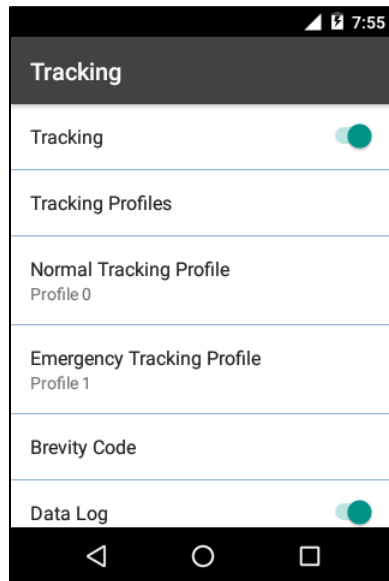 7:55
Tracking
Tracking
Tracking Profiles
Normal Tracking Profile
Profile 0
Emergency Tracking Profile
Profile 1
Brevity Code
Data Log